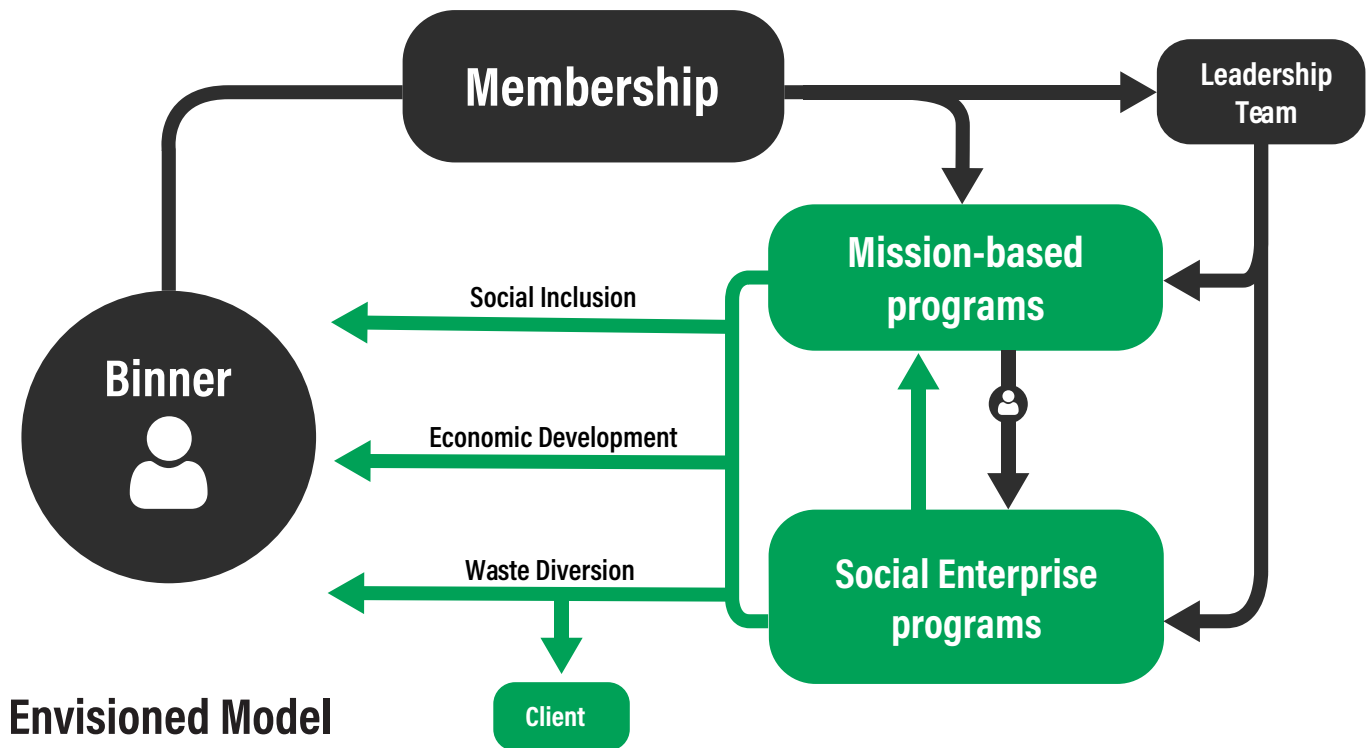 Membership
Leadership
Team
Mission-based
programs
Social Inclusion
Binner
Economic Development
Waste Diversion
Social Enterprise
programs
Envisioned Model
Client